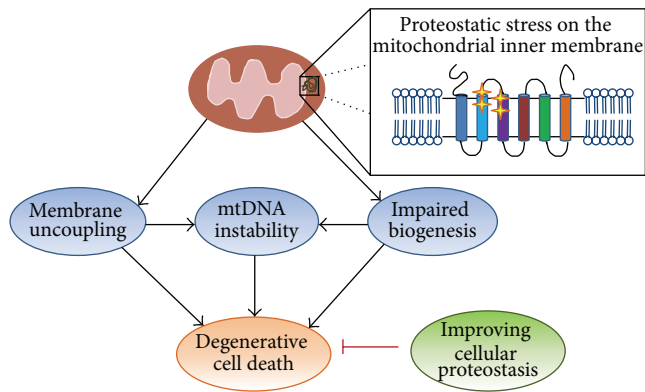 Proteostatic stress on the
mitochondrial inner membrane
Membrane
uncoupling
mtDNA
instability
Impaired
biogenesis
Degenerative
cell death
Improving
cellular
proteostasis